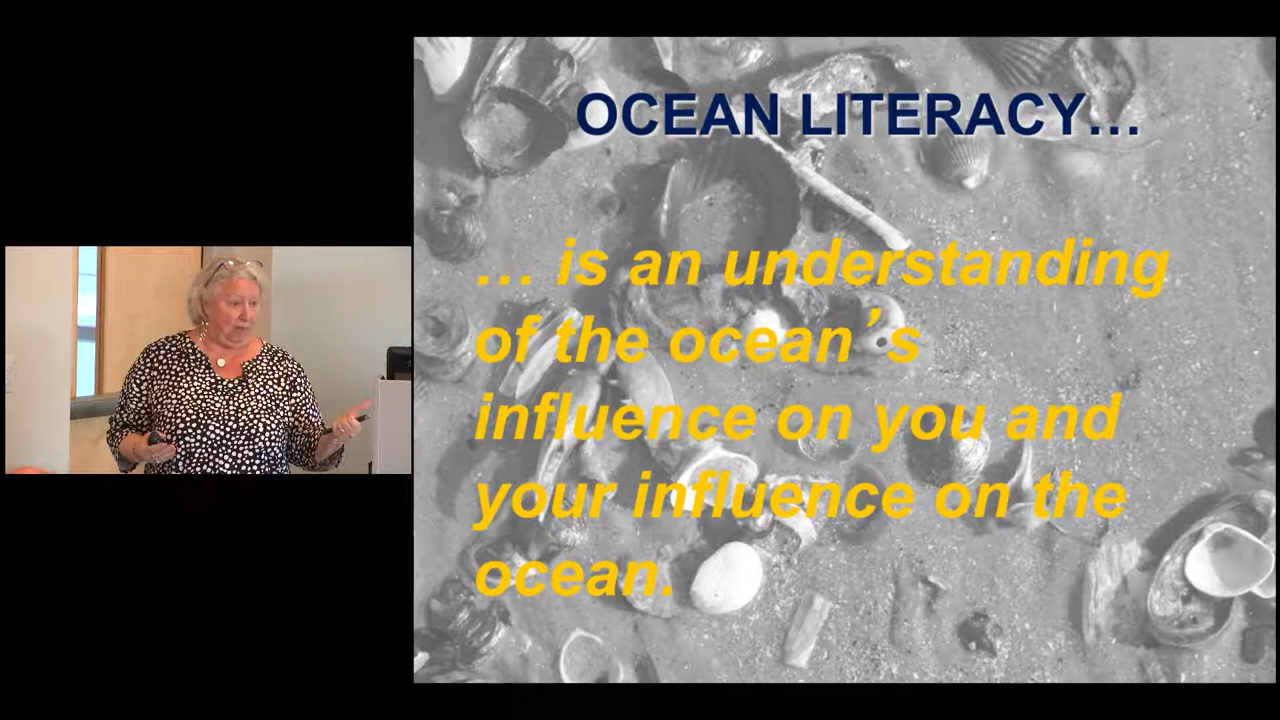 OCEAN LITERACY...
... is an understanding
of the ocean’s
influence on you and
your influence on the
ocean.